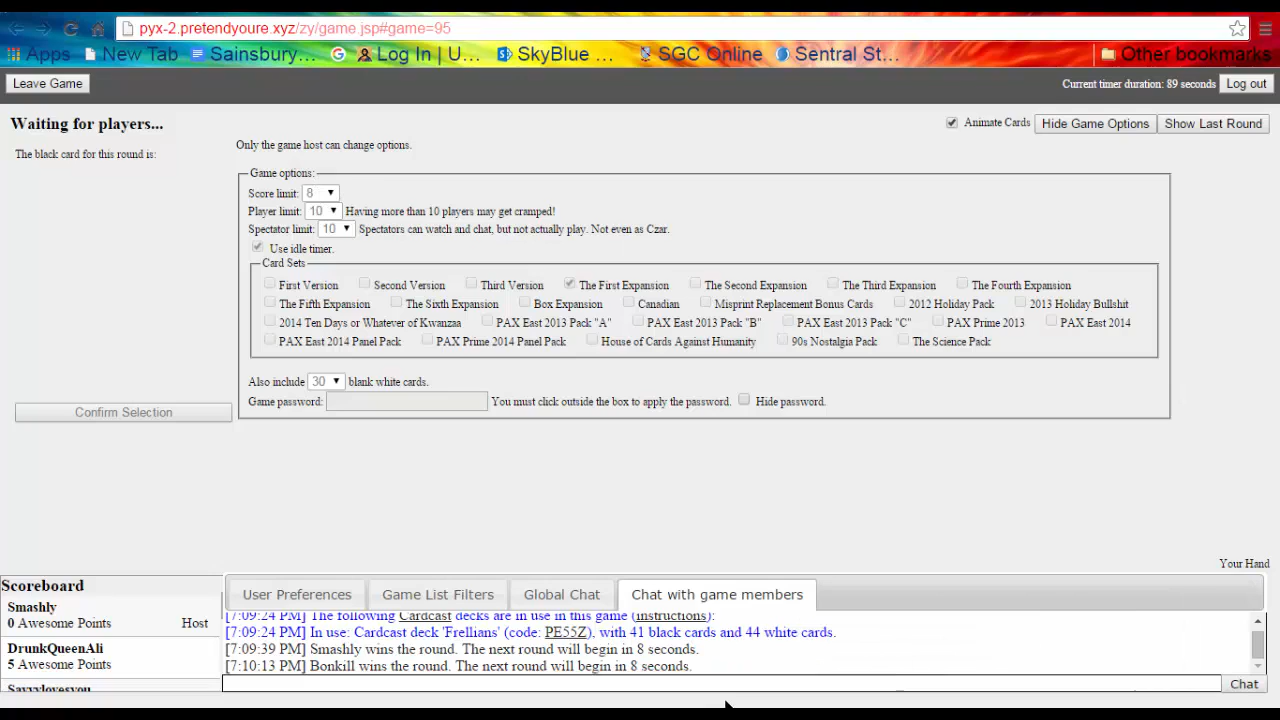 pyx-2.pretendyoure.xyz/zy/game.jsp#game=95
Apps New Tab Sainsbury... Log In | U... SkyBlue ... SGC Online Sentral St... Other bookmarks
Leave Game Current timer duration: 89 seconds Log out
Waiting for players... Animate Cards Hide Game Options Show Last Round
The black card for this round is:
Only the game host can change options.
Game options:
Score limit: 8
Player limit: 10 Having more than 10 players may get cramped!
Spectator limit: 10 Spectators can watch and chat, but not actually play. Not even as Czar.
Use idle timer.
Card Sets
First Version Second Version Third Version The First Expansion The Second Expansion The Third Expansion The Fourth Expansion
The Fifth Expansion The Sixth Expansion Box Expansion Canadian Misprint Replacement Bonus Cards 2012 Holiday Pack 2013 Holiday Bullshit
2014 Ten Days or Whatever of Kwanzaa PAX East 2013 Pack "A" PAX East 2013 Pack "B" PAX East 2013 Pack "C" PAX Prime 2013 PAX East 2014
PAX East 2014 Panel Pack PAX Prime 2014 Panel Pack House of Cards Against Humanity 90s Nostalgia Pack The Science Pack
Also include 30 blank white cards.
Game password: You must click outside the box to apply the password. Hide password.
Confirm Selection
Your Hand
Scoreboard
Smashly
0 Awesome Points Host
DrunkQueenAli
5 Awesome Points
Savvylovesyou
User Preferences Game List Filters Global Chat Chat with game members
[7:09:24 PM] The following Cardcast decks are in use in this game (instructions):
[7:09:24 PM] In use: Cardcast deck 'Frellians' (code: PE55Z), with 41 black cards and 44 white cards.
[7:09:39 PM] Smashly wins the round. The next round will begin in 8 seconds.
[7:10:13 PM] Bonkill wins the round. The next round will begin in 8 seconds.
Chat